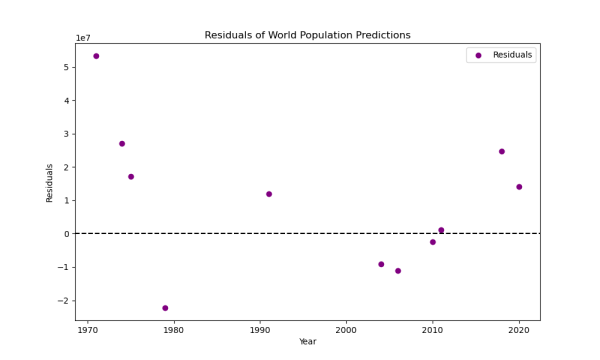 Residuals of World Population Predictions
1e7
Residuals
5
4
3
2
1
0
−1
−2
Residuals
1970
1980
1990
2000
2010
2020
Year